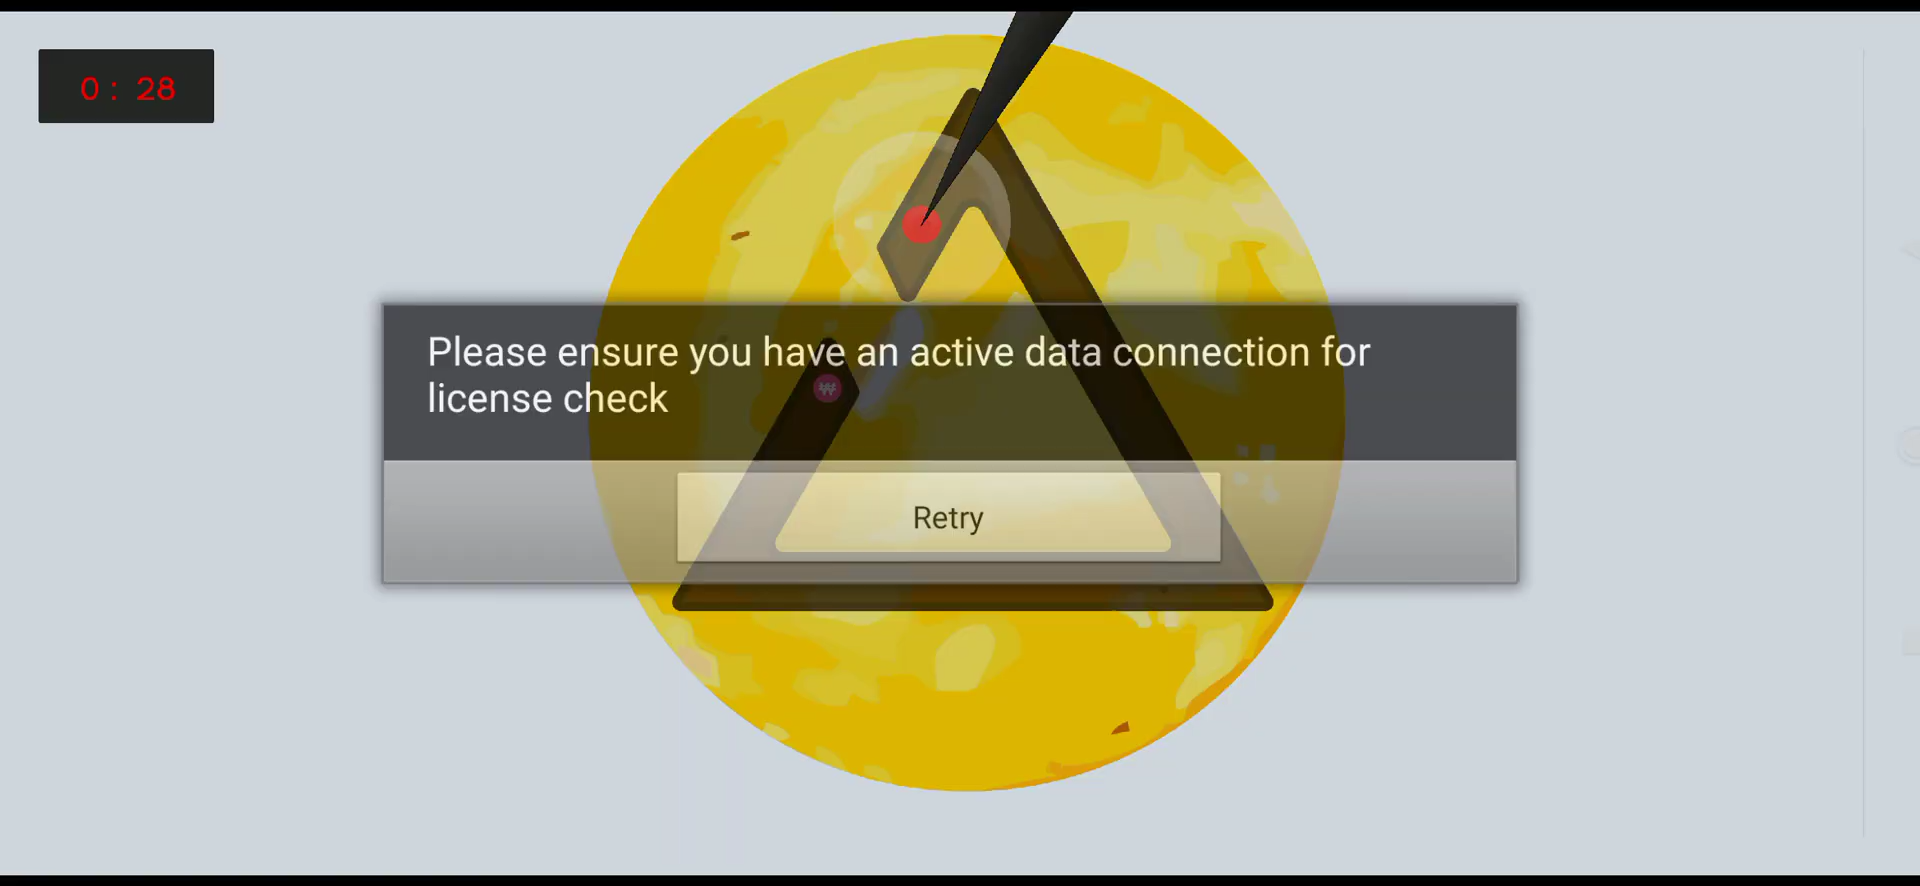 0: 28
Please ensure you have an active data connection for
license check
₩
Retry